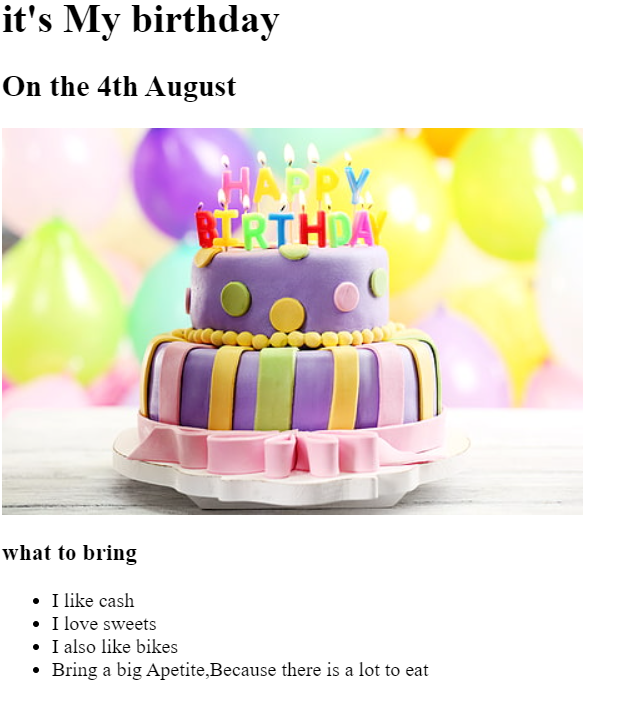 it's My birthday
On the 4th August
HAPPY
BIRTHDAY
what to bring
I like cash
I love sweets
I also like bikes
Bring a big Apetite,Because there is a lot to eat